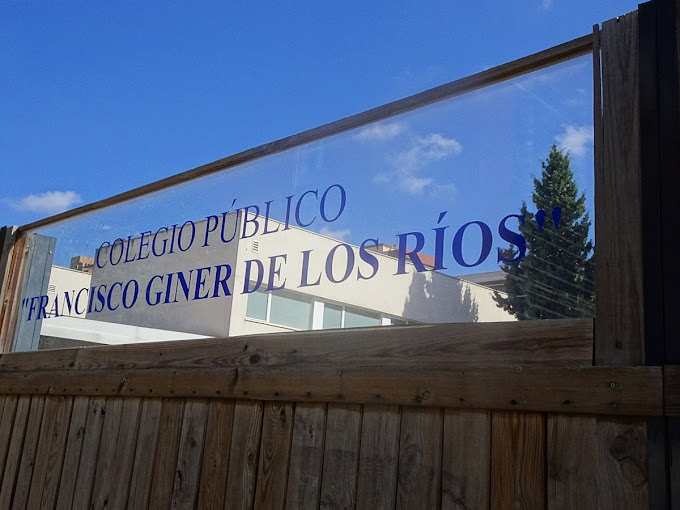 COLEGIO PÚBLICO
"FRANCISCO GINER DE LOS RÍOS"